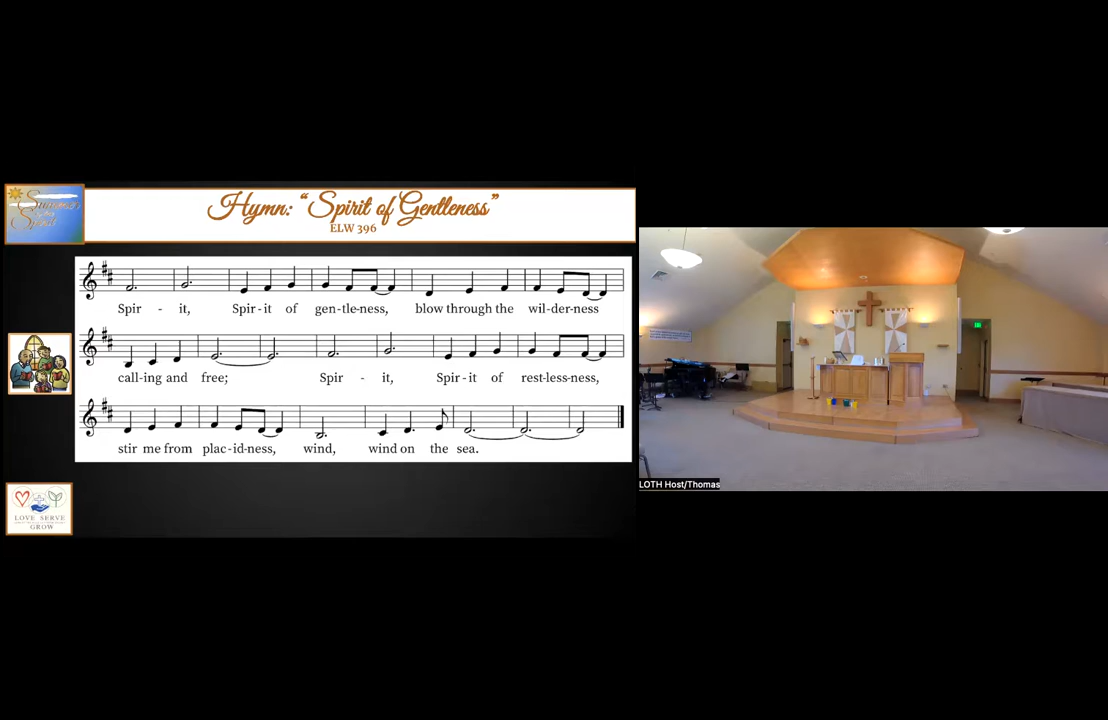 Summer
Spirit
Hymn: “Spirit of Gentleness”
ELW 396
Spir - it, Spir-it of gen-tle-ness, blow through the wil-der-ness
call-ing and free; Spir - it, Spir-it of rest-less-ness,
stir me from plac-id-ness, wind, wind on the sea.
LOVE SERVE
GROW
LOTH Host/Thomas